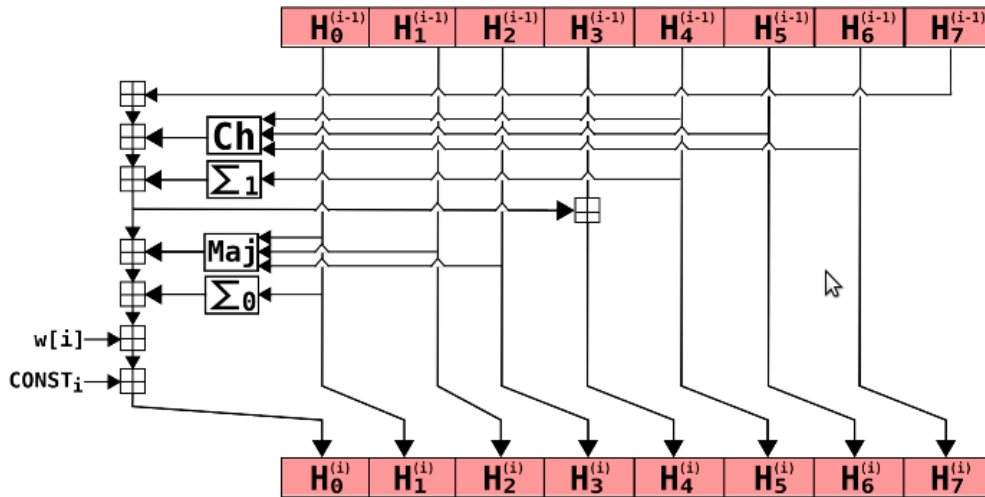 H₀⁽ⁱ⁻¹⁾ H₁⁽ⁱ⁻¹⁾ H₂⁽ⁱ⁻¹⁾ H₃⁽ⁱ⁻¹⁾ H₄⁽ⁱ⁻¹⁾ H₅⁽ⁱ⁻¹⁾ H₆⁽ⁱ⁻¹⁾ H₇⁽ⁱ⁻¹⁾
Ch
Σ₁
Maj
Σ₀
w[i]
CONSTᵢ
H₀⁽ⁱ⁾ H₁⁽ⁱ⁾ H₂⁽ⁱ⁾ H₃⁽ⁱ⁾ H₄⁽ⁱ⁾ H₅⁽ⁱ⁾ H₆⁽ⁱ⁾ H₇⁽ⁱ⁾